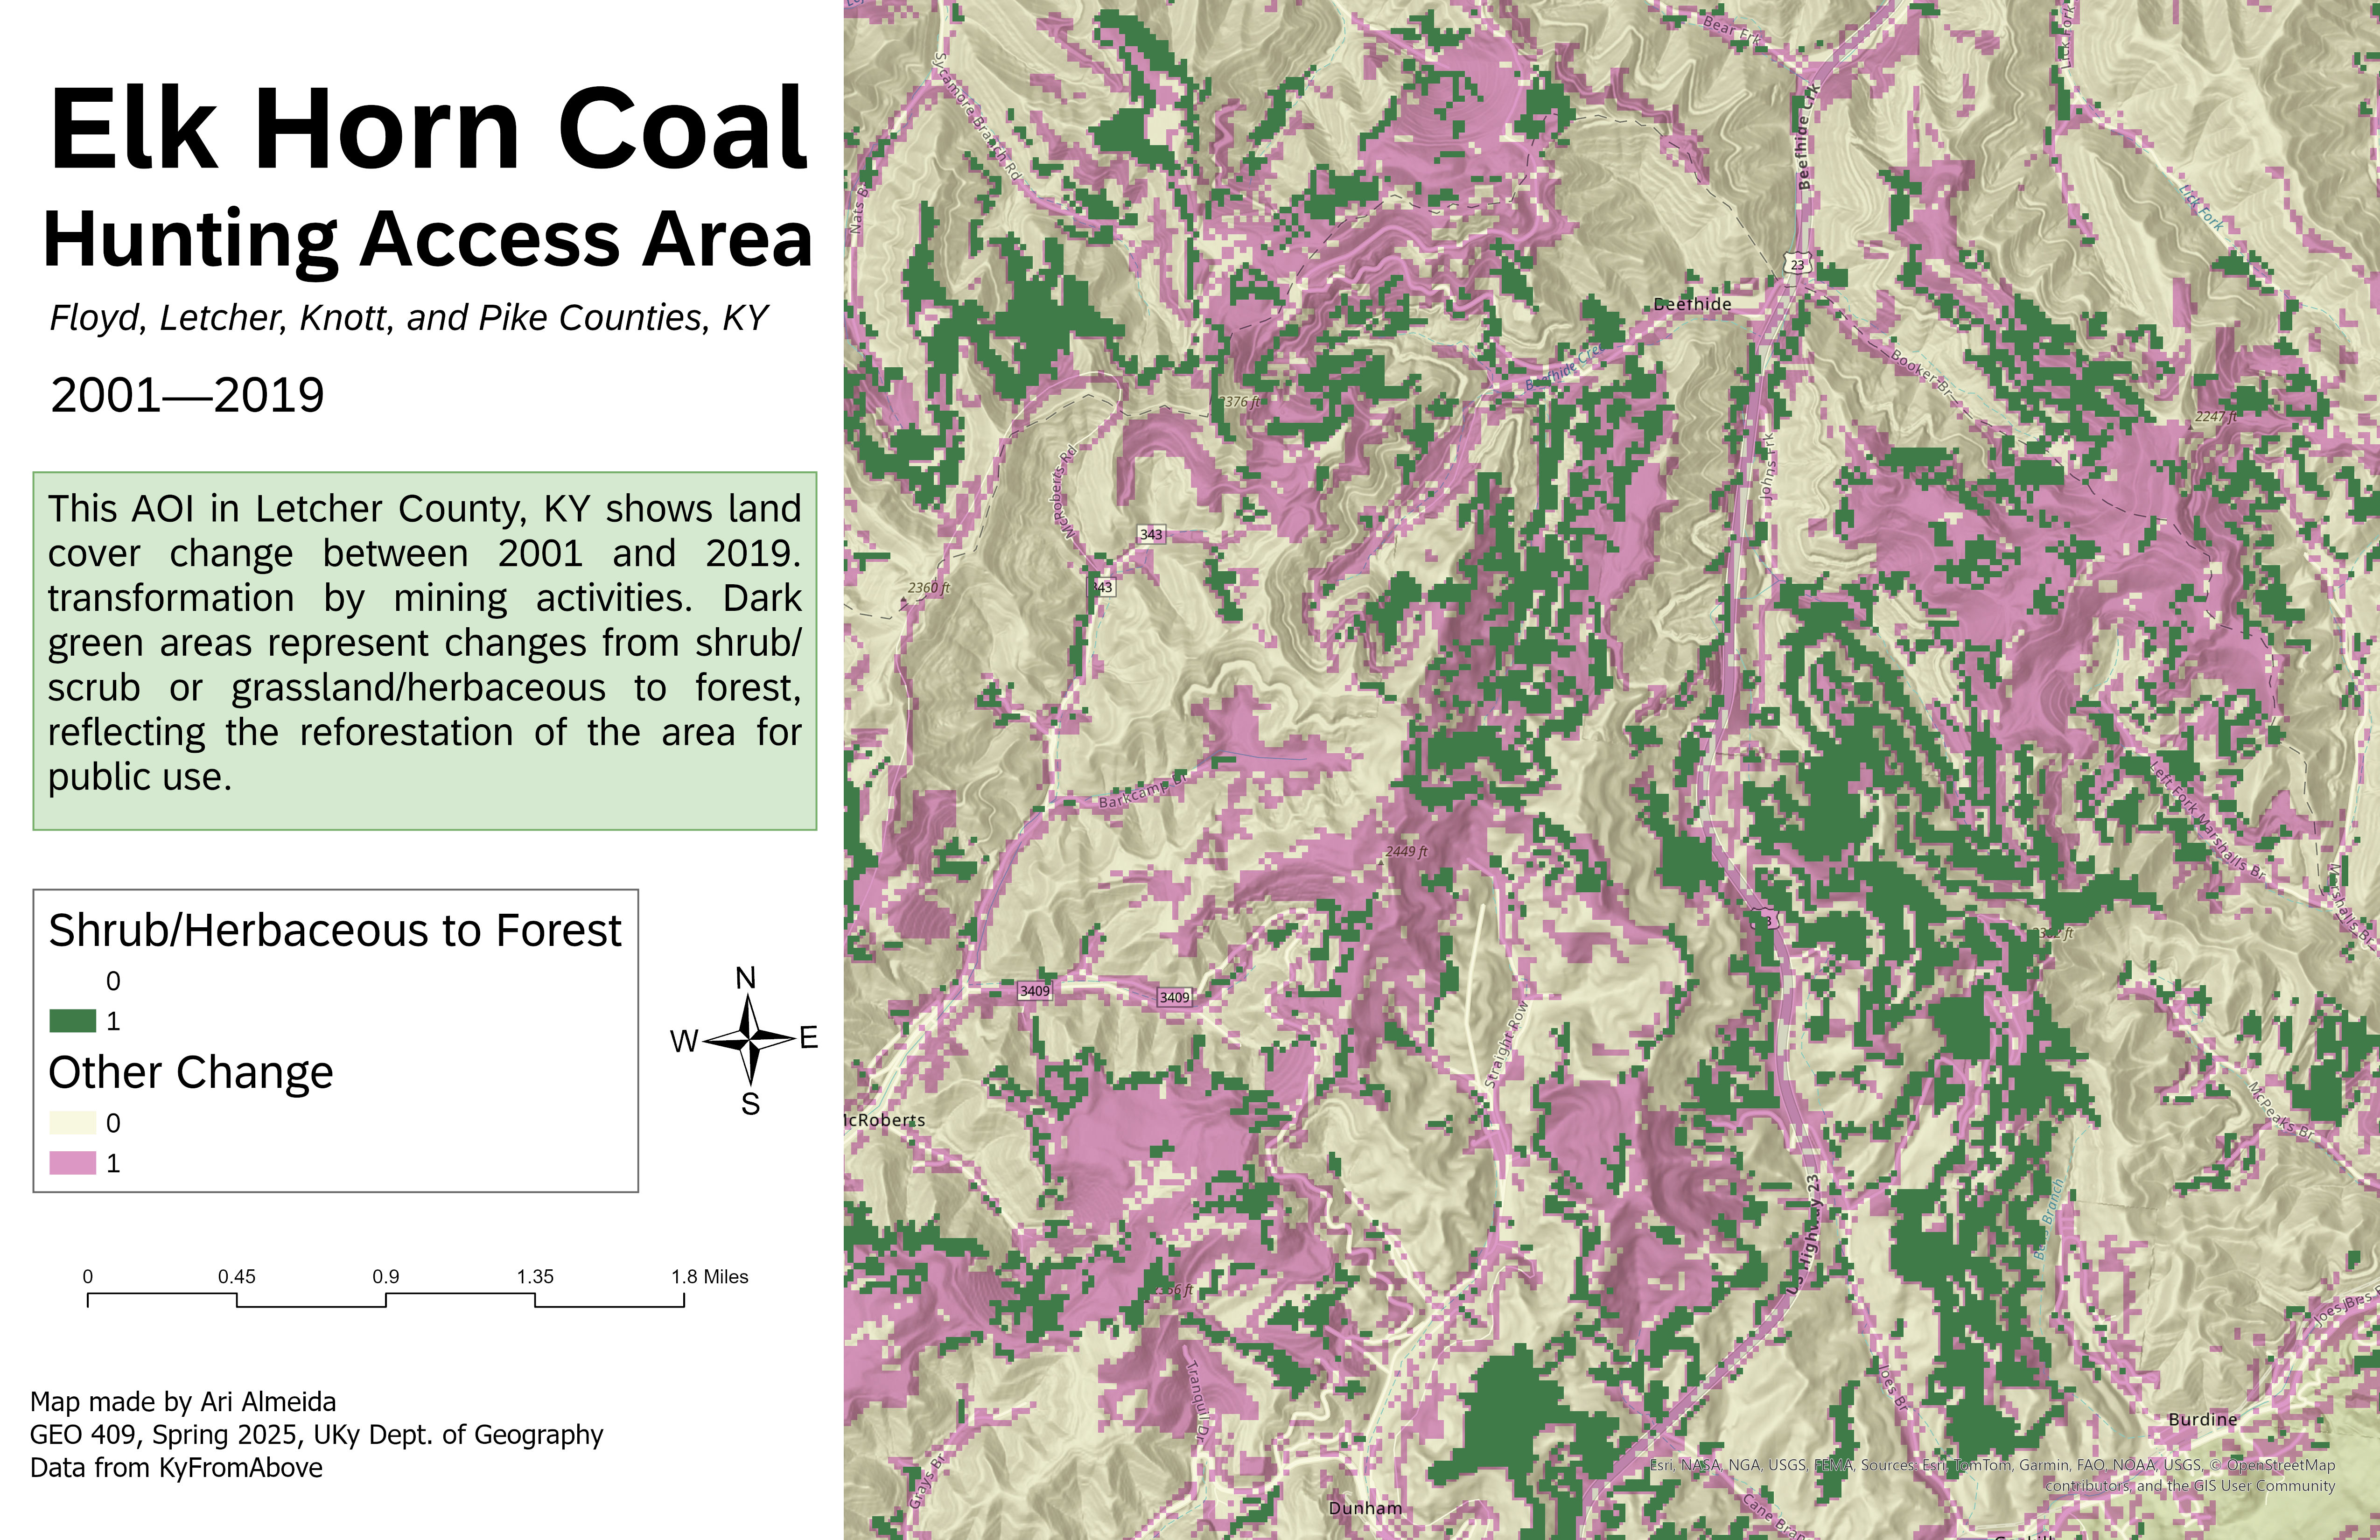 Elk Horn Coal
Hunting Access Area
Floyd, Letcher, Knott, and Pike Counties, KY
2001—2019
This AOI in Letcher County, KY shows land
cover change between 2001 and 2019.
transformation by mining activities. Dark
green areas represent changes from shrub/
scrub or grassland/herbaceous to forest,
reflecting the reforestation of the area for
public use.
Shrub/Herbaceous to Forest
0
1
Other Change
0
1
N
W E
S
0 0.45 0.9 1.35 1.8 Miles
Map made by Ari Almeida
GEO 409, Spring 2025, UKy Dept. of Geography
Data from KyFromAbove
Bear Frk
Lick Fork
Sycamore Branch Rd
Beefhide Crk
Nats Br
Lick Fork
23
Beefhide
Beefhide Creek
Booker Br
2376 ft
2247 ft
McRoberts Rd
Johns Frk
343
343
2360 ft
Barkcamp Br
Left Fork Marshalls Br
2449 ft
Marshalls Br
3409
3409
Straight Row
McRoberts
McPeaks Br
US Highway 23
Branch
Joes Br
Tranquil Dr
Joes Br
Burdine
Grays Br
Dunham
Cane Bran
Esri, NASA, NGA, USGS, FEMA, Sources: Esri, TomTom, Garmin, FAO, NOAA, USGS, © OpenStreetMap
contributors, and the GIS User Community